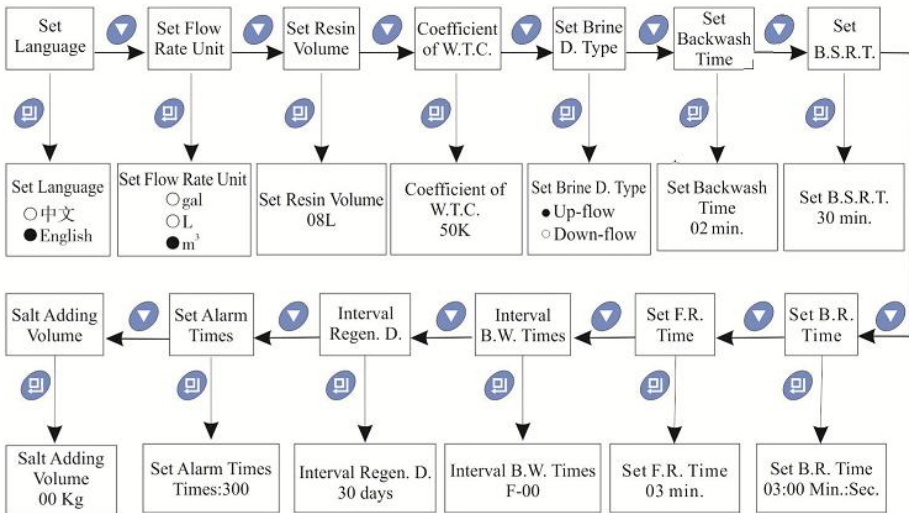 Set
Language
Set Flow
Rate Unit
Set Resin
Volume
Coefficient
of W.T.C.
Set Brine
D. Type
Set
Backwash
Time
Set
B.S.R.T.
Set Language
○中文
●English
Set Flow Rate Unit
○gal
○L
●m³
Set Resin Volume
08L
Coefficient of
W.T.C.
50K
Set Brine D. Type
●Up-flow
○Down-flow
Set Backwash
Time
02 min.
Set B.S.R.T.
30 min.
Salt Adding
Volume
Set Alarm
Times
Interval
Regen. D.
Interval
B.W. Times
Set F.R.
Time
Set B.R.
Time
Salt Adding
Volume
00 Kg
Set Alarm Times
Times:300
Interval Regen. D.
30 days
Interval B.W. Times
F-00
Set F.R. Time
03 min.
Set B.R. Time
03:00 Min.:Sec.